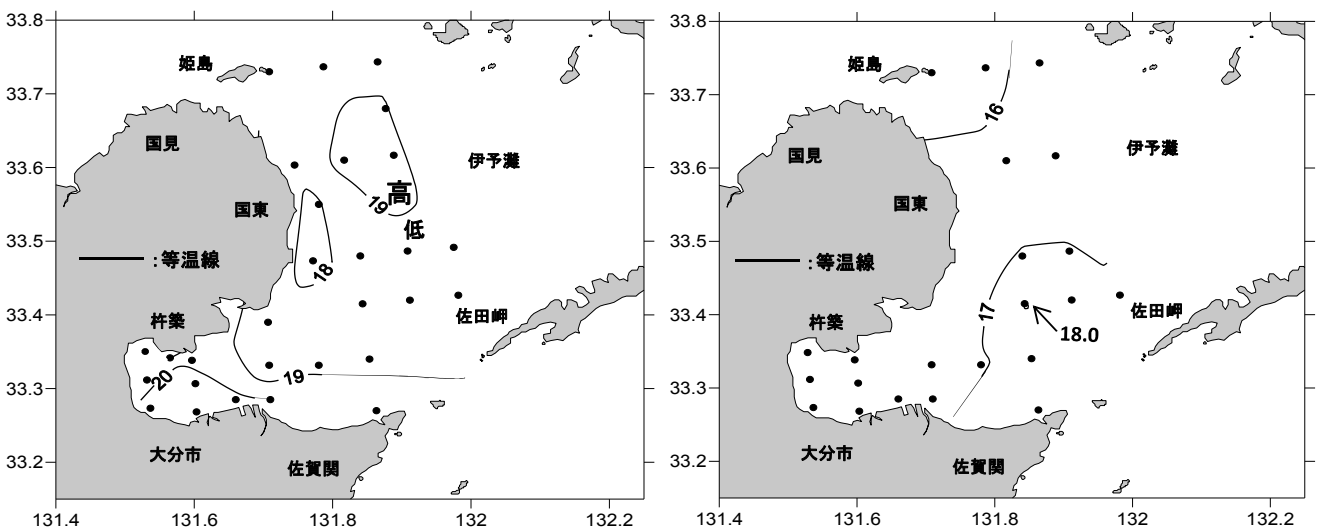 33.8
姫島
33.7
国見
33.6
伊予灘
高
19
国東
低
33.5
:等温線
18
33.4
杵築
佐田岬
20
19
33.3
大分市
佐賀関
33.2
131.4 131.6 131.8 132 132.2
33.8
姫島
33.7
16
国見
伊予灘
33.6
国東
33.5
:等温線
17
33.4
杵築
佐田岬
18.0
33.3
大分市
佐賀関
33.2
131.4 131.6 131.8 132 132.2